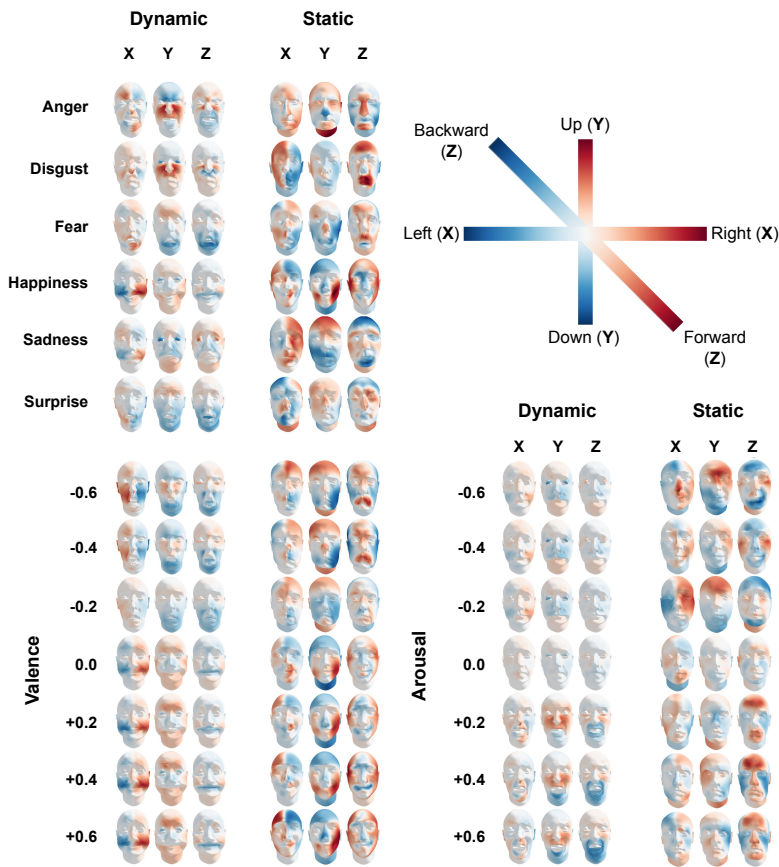 Dynamic Static
X Y Z X Y Z
Anger
Disgust
Fear
Happiness
Sadness
Surprise
Backward
(Z)
Up (Y)
Left (X)
Right (X)
Down (Y)
Forward
(Z)
Valence
-0.6
-0.4
-0.2
0.0
+0.2
+0.4
+0.6
Dynamic Static
X Y Z X Y Z
Arousal
-0.6
-0.4
-0.2
0.0
+0.2
+0.4
+0.6